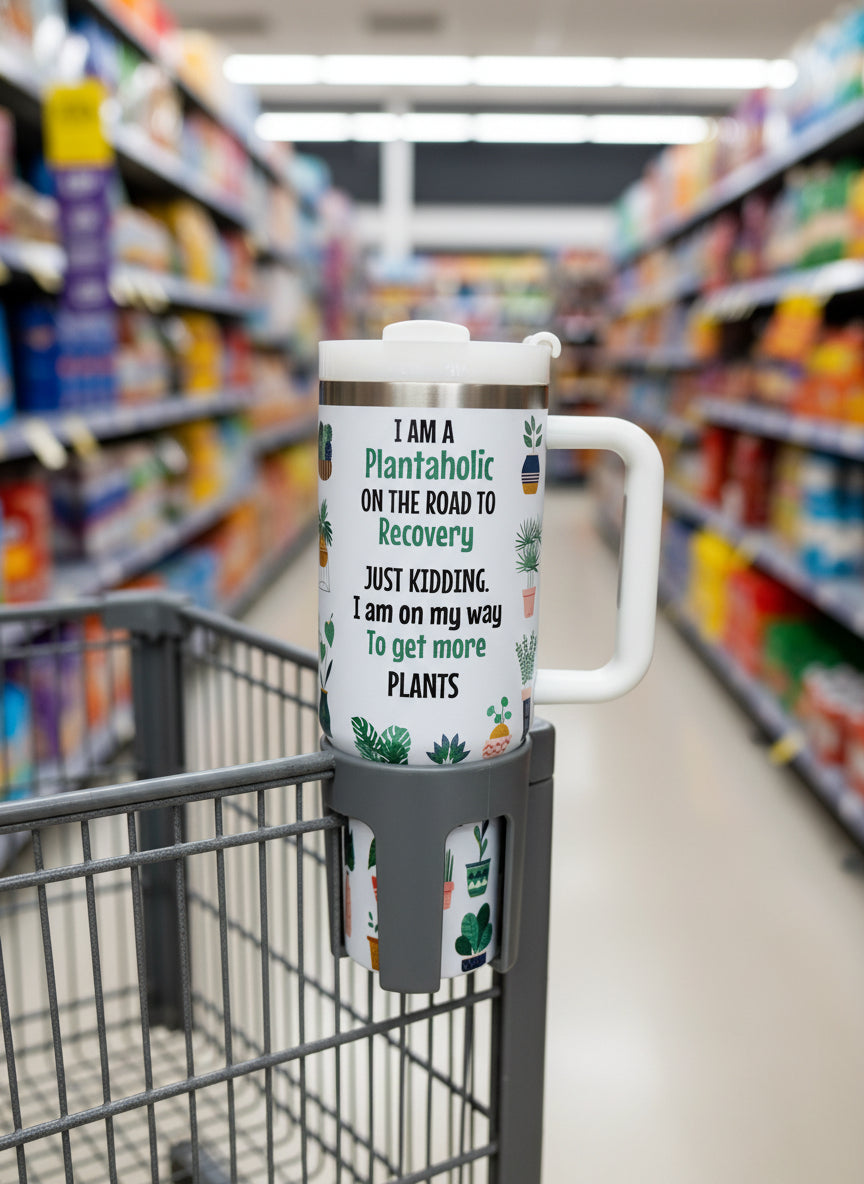 I AM A
Plantaholic
ON THE ROAD TO
Recovery
JUST KIDDING.
I am on my way
To get more
PLANTS